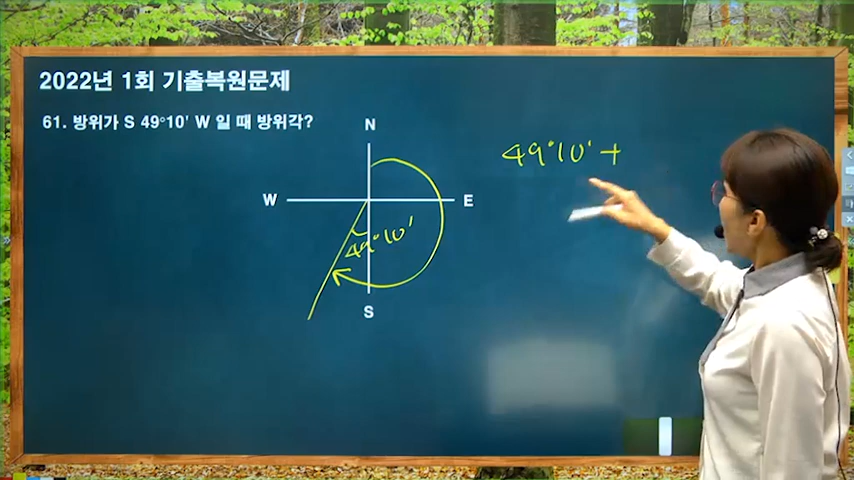 2022년 1회 기출복원문제
61. 방위가 S 49°10' W 일 때 방위각?
N
49°10' +
W
E
49°10'
S